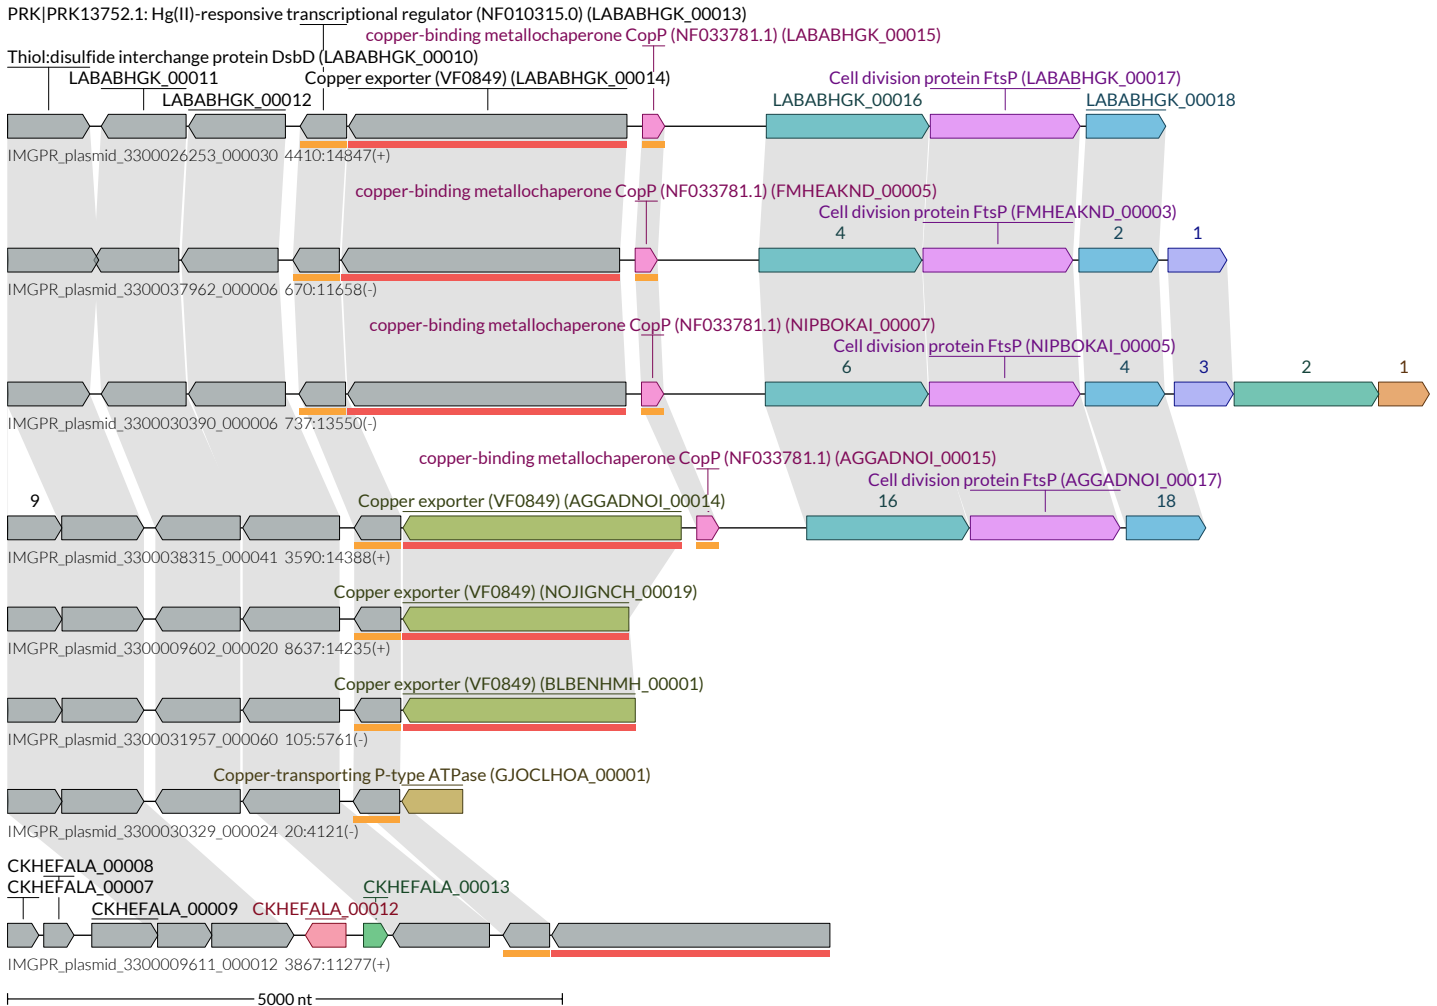 PRK|PRK13752.1: Hg(II)-responsive transcriptional regulator (NF010315.0) (LABABHGK_00013)
copper-binding metallochaperone CopP (NF033781.1) (LABABHGK_00015)
Thiol:disulfide interchange protein DsbD (LABABHGK_00010)
LABABHGK_00011 Copper exporter (VF0849) (LABABHGK_00014) Cell division protein FtsP (LABABHGK_00017)
LABABHGK_00012 LABABHGK_00016 LABABHGK_00018
IMGPR_plasmid_3300026253_000030 4410:14847(+)
copper-binding metallochaperone CopP (NF033781.1) (FMHEAKND_00005)
Cell division protein FtsP (FMHEAKND_00003)
4 2 1
IMGPR_plasmid_3300037962_000006 670:11658(-)
copper-binding metallochaperone CopP (NF033781.1) (NIPBOKAI_00007)
Cell division protein FtsP (NIPBOKAI_00005)
6 4 3 2 1
IMGPR_plasmid_3300030390_000006 737:13550(-)
copper-binding metallochaperone CopP (NF033781.1) (AGGADNOI_00015)
Cell division protein FtsP (AGGADNOI_00017)
9 Copper exporter (VF0849) (AGGADNOI_00014) 16 18
IMGPR_plasmid_3300038315_000041 3590:14388(+)
Copper exporter (VF0849) (NOJIGNCH_00019)
IMGPR_plasmid_3300009602_000020 8637:14235(+)
Copper exporter (VF0849) (BLBENHMH_00001)
IMGPR_plasmid_3300031957_000060 105:5761(-)
Copper-transporting P-type ATPase (GJOCLHOA_00001)
IMGPR_plasmid_3300030329_000024 20:4121(-)
CKHEFALA_00008
CKHEFALA_00007 CKHEFALA_00013
CKHEFALA_00009 CKHEFALA_00012
IMGPR_plasmid_3300009611_000012 3867:11277(+)
5000 nt